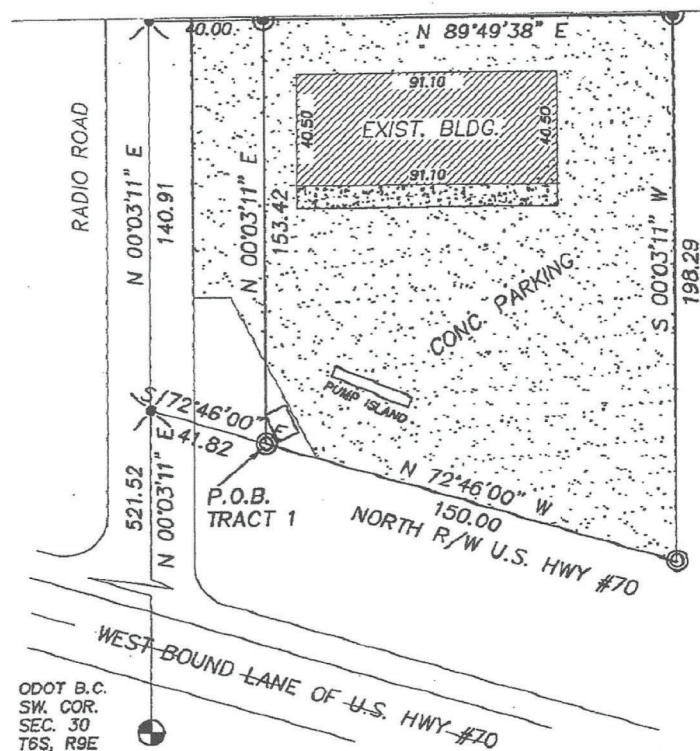 40.00
N 89°49'38" E
RADIO ROAD
N 00°03'11" E
140.91
N 00°03'11" E
153.42
91.10
40.50
EXIST. BLDG.
40.50
91.10
S 00°03'11" W
198.29
CONC. PARKING
PUMP ISLAND
S 72°46'00" E
41.82
521.52
N 00°03'11" E
P.O.B.
TRACT 1
N 72°46'00" W
150.00
NORTH R/W U.S. HWY #70
WEST BOUND LANE OF U.S. HWY #70
ODOT B.C.
SW. COR.
SEC. 30
T6S, R9E